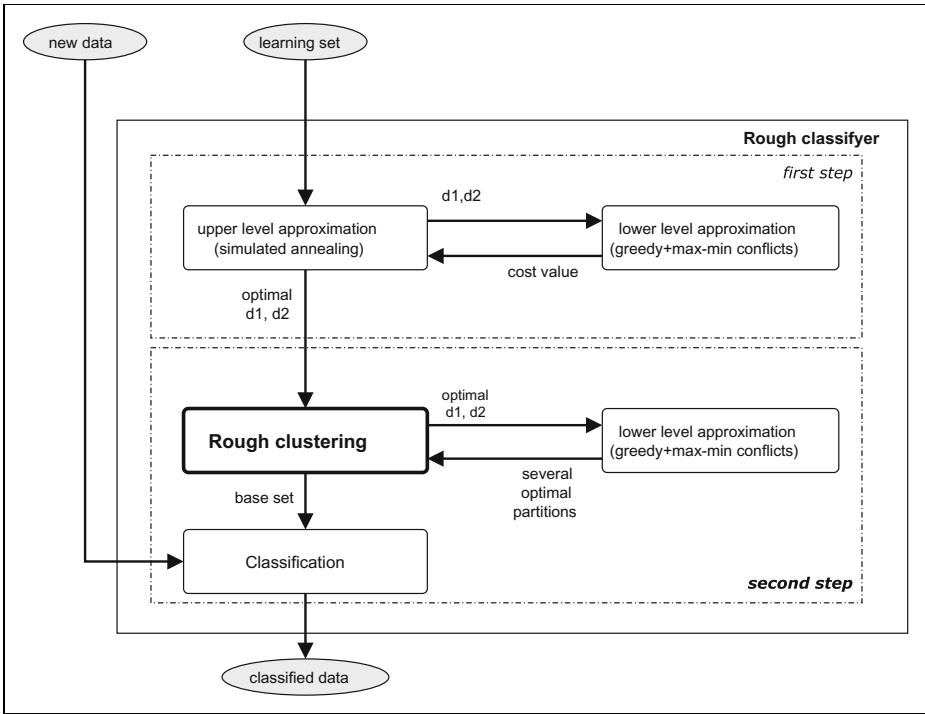 new data
learning set
Rough classifyer
first step
upper level approximation
(simulated annealing)
d1,d2
lower level approximation
(greedy+max-min conflicts)
cost value
optimal
d1, d2
Rough clustering
optimal
d1, d2
lower level approximation
(greedy+max-min conflicts)
several
optimal
partitions
base set
Classification
second step
classified data